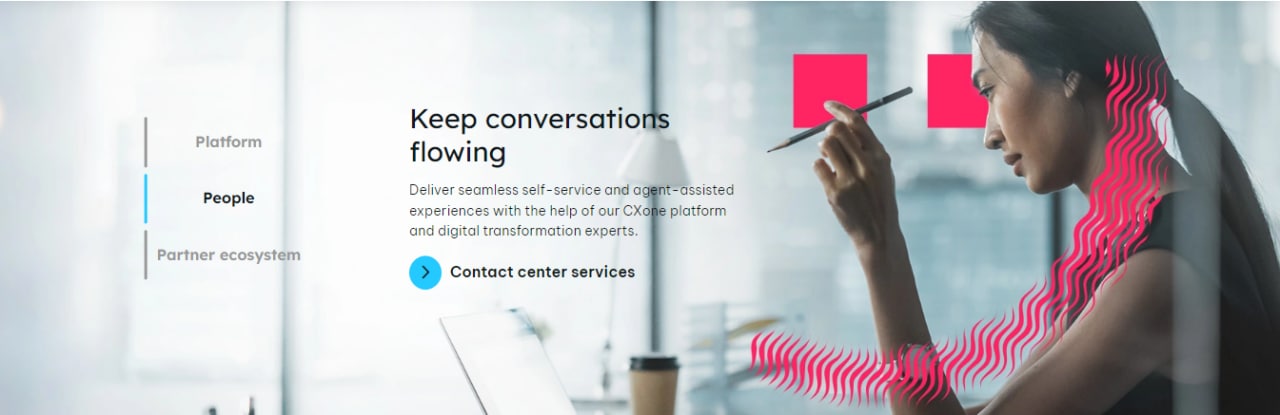 Platform
People
Partner ecosystem
Keep conversations
flowing
Deliver seamless self-service and agent-assisted
experiences with the help of our CXone platform
and digital transformation experts.
Contact center services